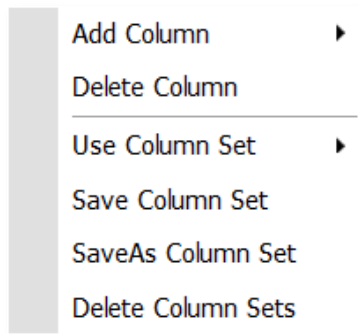 Add Column
Delete Column
Use Column Set
Save Column Set
SaveAs Column Set
Delete Column Sets